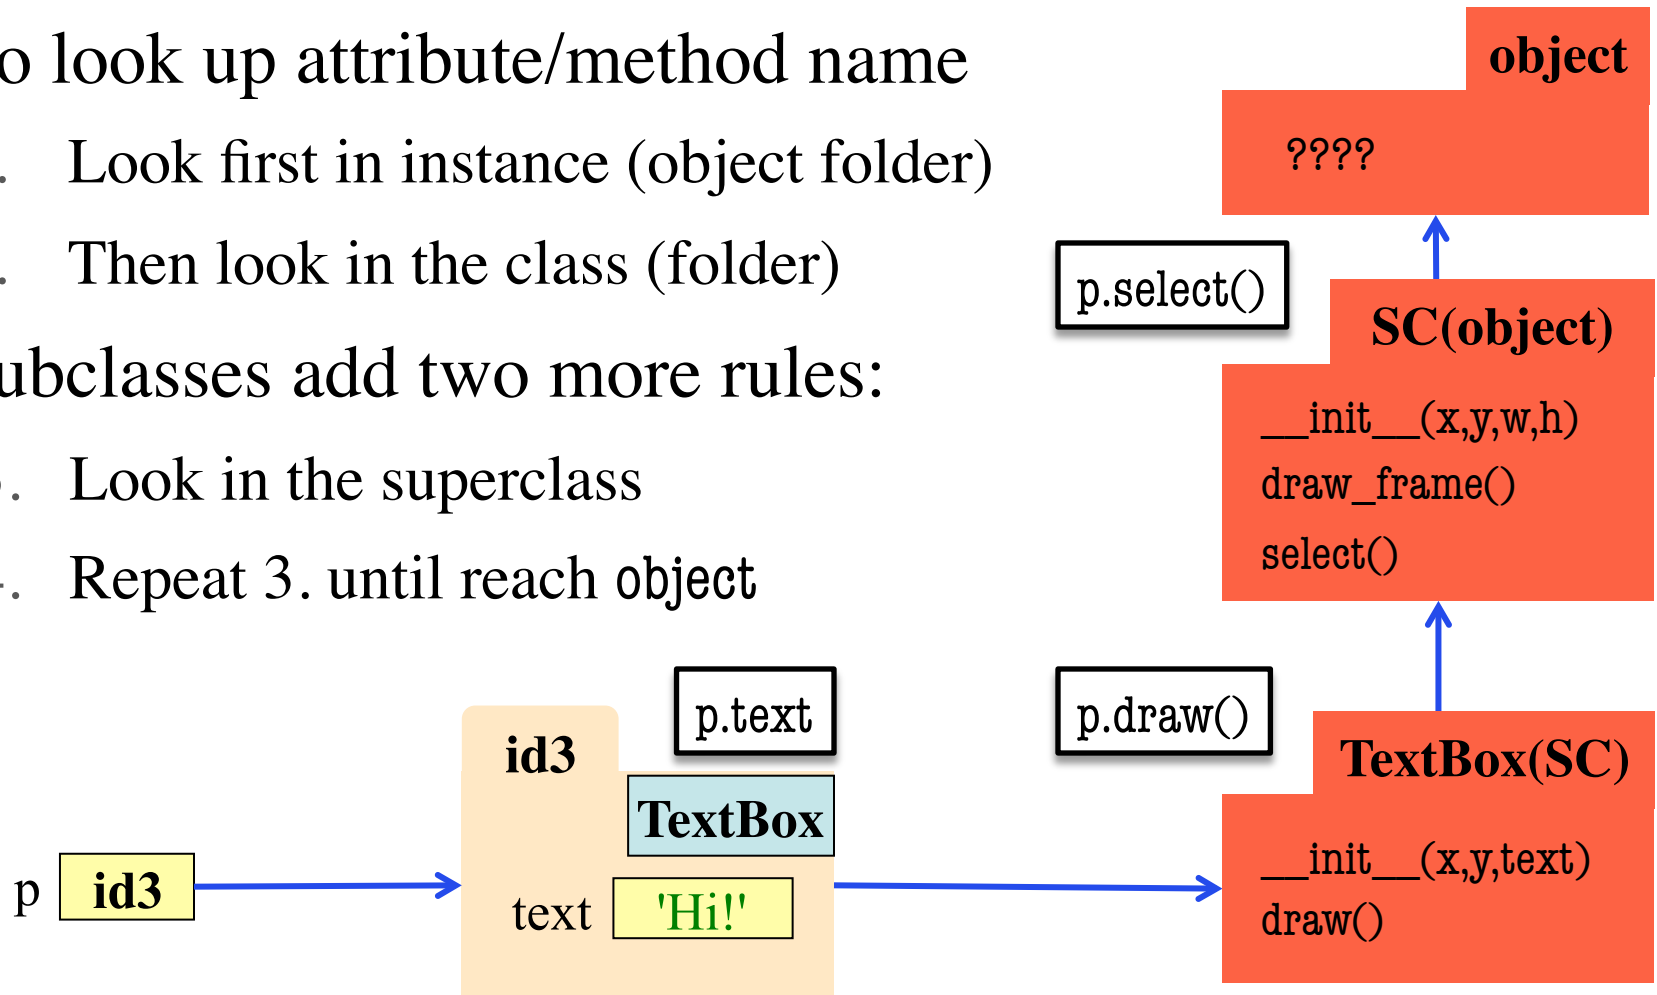 o look up attribute/method name
. Look first in instance (object folder)
. Then look in the class (folder)
ubclasses add two more rules:
. Look in the superclass
. Repeat 3. until reach object
object
????
p.select()
SC(object)
__init__(x,y,w,h)
draw_frame()
select()
p.text
p.draw()
id3
TextBox
p
id3
text
'Hi!'
TextBox(SC)
__init__(x,y,text)
draw()